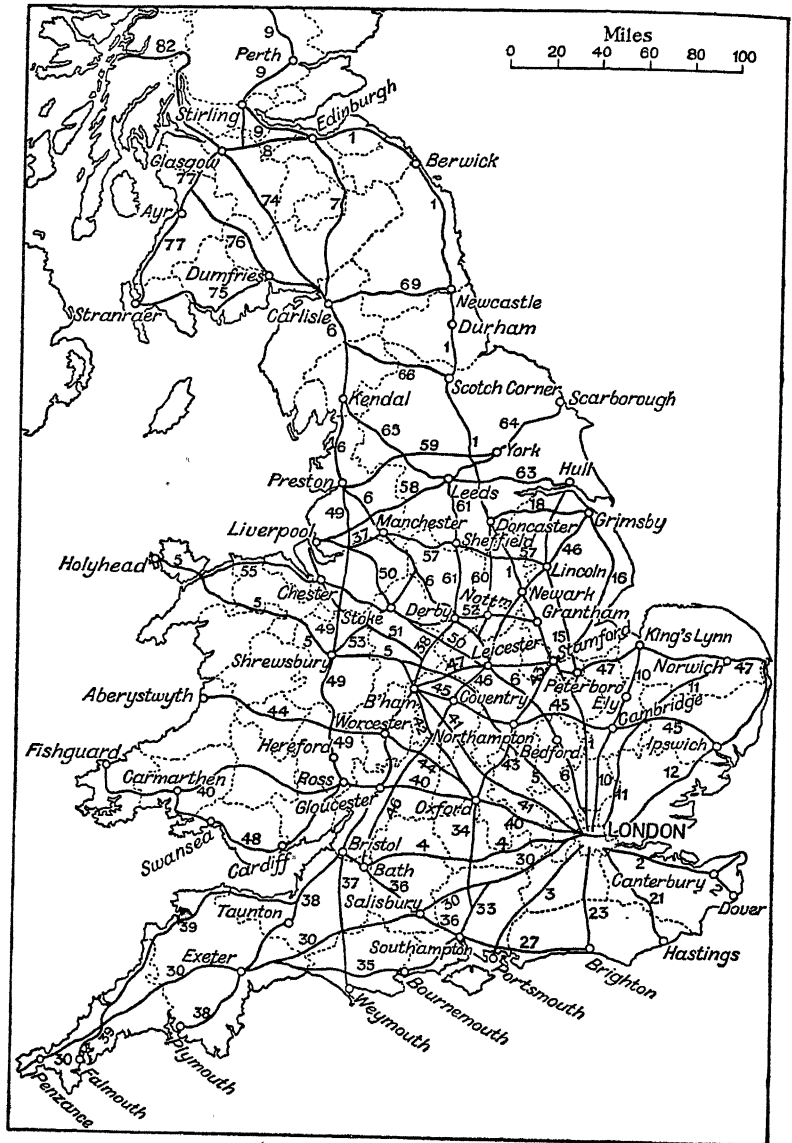 Miles
0 20 40 60 80 100
82
9
Perth
9
Stirling
Edinburgh
9
8
1
Glasgow
Berwick
77
74
7
1
Ayr
77
76
Dumfries
69
75
Newcastle
Stranraer
Carlisle
Durham
6
1
66
Scotch Corner
Kendal
Scarborough
64
65
6
59
1
York
63
Hull
Preston
58
Leeds
6
61
49
18
Manchester
Doncaster
Grimsby
Liverpool
37
Sheffield
57
57
46
Holyhead
5
55
50
6
61
60
1
Lincoln
16
Chester
Newark
5
Stoke
Derby
52
Nottm
Grantham
49
51
5
53
38
56
15
Stamford
King's Lynn
Leicester
Shrewsbury
5
47
47
Norwich
47
46
6
43
Peterboro
10
49
B'ham
45
Ely
11
Aberystwyth
Coventry
45
Cambridge
44
41
45
Worcester
Northampton
Ipswich
Bedford
1
Hereford
49
Fishguard
44
43
12
Carmarthen
Ross
5
6
10
40
40
11
Gloucester
46
Oxford
41
40
34
LONDON
Swansea
48
Cardiff
Bristol
4
4
30
2
Bath
Canterbury
2
37
36
21
Dover
38
Salisbury
30
3
39
Taunton
36
33
23
30
Southampton
27
Hastings
Exeter
30
35
Portsmouth
Brighton
Bournemouth
38
Weymouth
39
Plymouth
30
Falmouth
Penzance